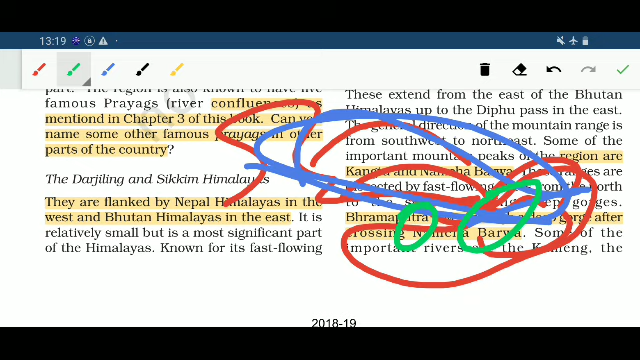 13:19
part. The region is also known to have five
famous Prayags (river confluences) as
mentiond in Chapter 3 of this book. Can you
name some other famous prayags in other
parts of the country?
The Darjiling and Sikkim Himalayas
They are flanked by Nepal Himalayas in the
west and Bhutan Himalayas in the east. It is
relatively small but is a most significant part
of the Himalayas. Known for its fast-flowing
These extend from the east of the Bhutan
Himalayas up to the Diphu pass in the east.
The general direction of the mountain range is
from southwest to northeast. Some of the
important mountain peaks of the region are
Kangtu and Namcha Barwa. These ranges are
dissected by fast-flowing from the north
to the gorges.
Bhramaputra gorge after
crossing Namcha Barwa. Some of the
important rivers the Kameng, the
2018-19